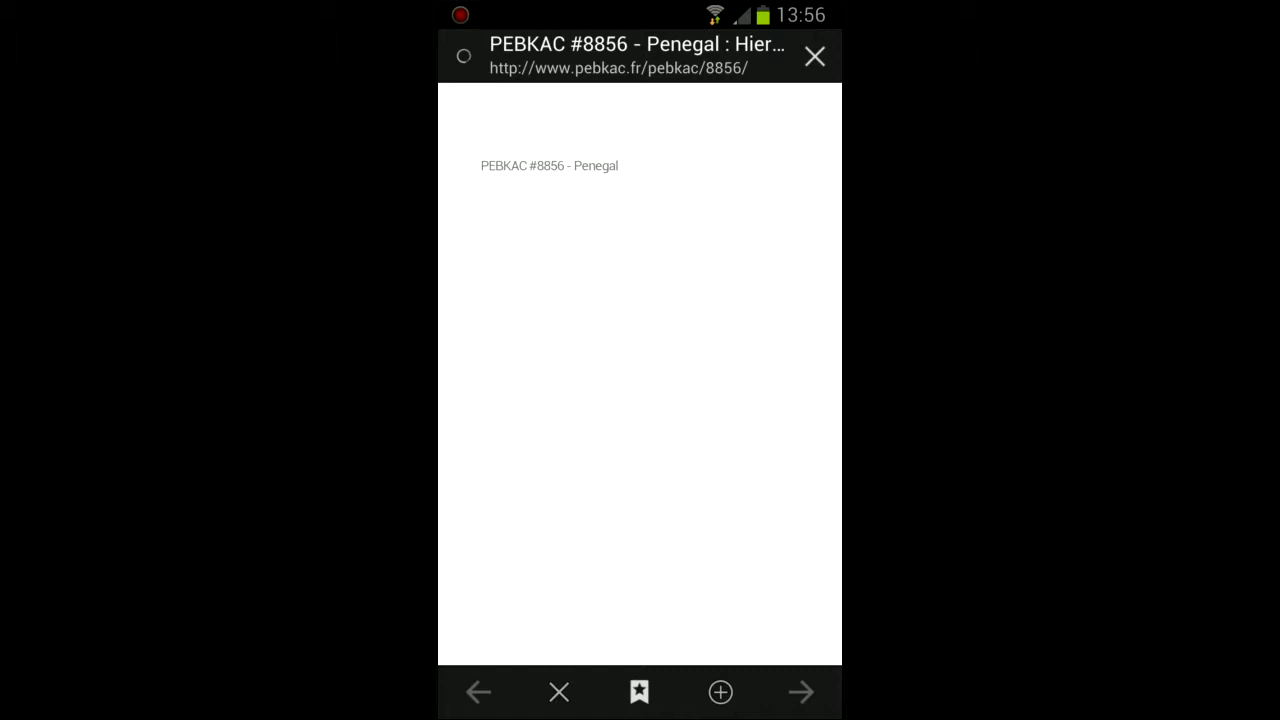 13:56
PEBKAC #8856 - Penegal : Hier...
http://www.pebkac.fr/pebkac/8856/
PEBKAC #8856 - Penegal